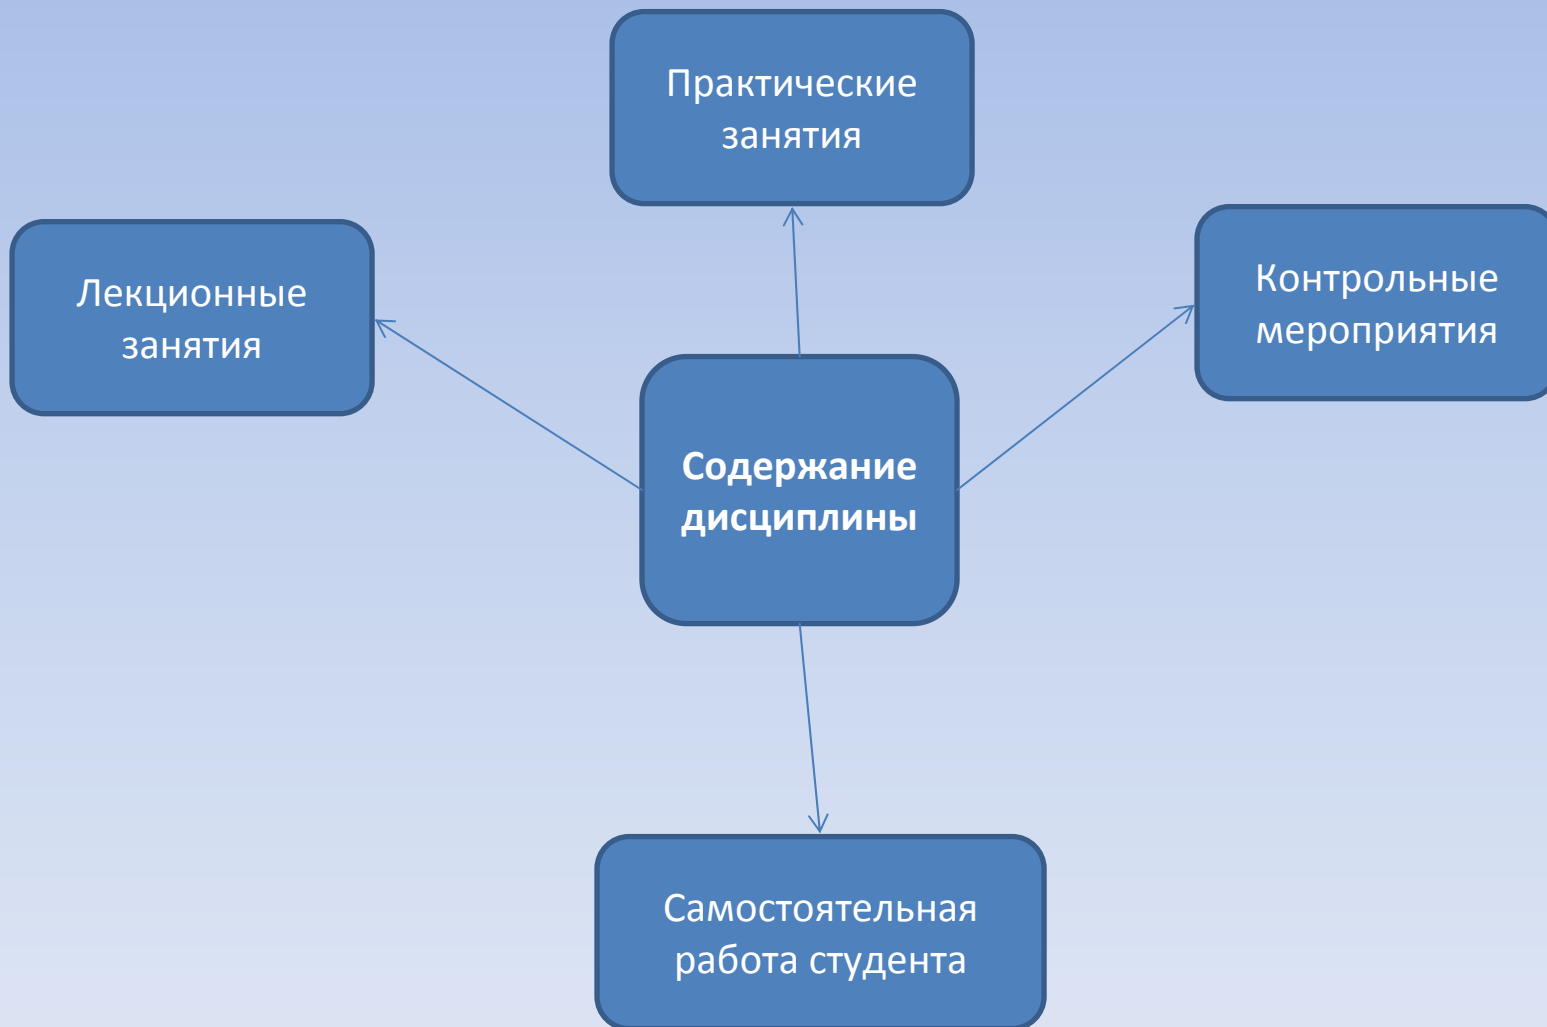 Практические
занятия
Лекционные
занятия
Контрольные
мероприятия
Содержание
дисциплины
Самостоятельная
работа студента